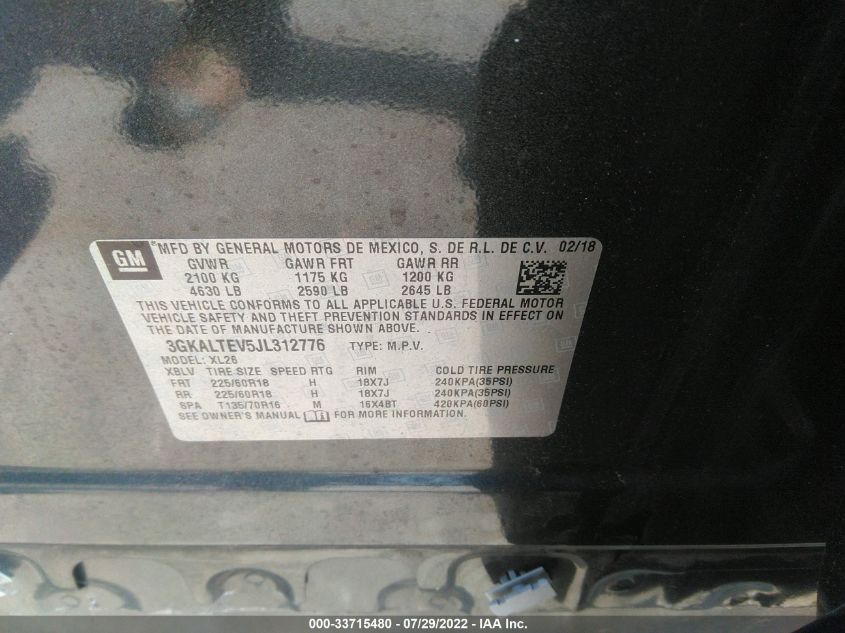 GM ® MFD BY GENERAL MOTORS DE MEXICO, S. DE R.L. DE C.V. 02/18
GVWR GAWR FRT GAWR RR
2100 KG 1175 KG 1200 KG
4630 LB 2590 LB 2645 LB
THIS VEHICLE CONFORMS TO ALL APPLICABLE U.S. FEDERAL MOTOR
VEHICLE SAFETY AND THEFT PREVENTION STANDARDS IN EFFECT ON
THE DATE OF MANUFACTURE SHOWN ABOVE.
3GKALTEV5JL312776 TYPE: M.P.V.
MODEL: XL26
XBLV TIRE SIZE SPEED RTG RIM COLD TIRE PRESSURE
FRT 225/60R18 H 18X7J 240KPA(35PSI)
RR 225/60R18 H 18X7J 240KPA(35PSI)
SPA T135/70R16 M 16X4BT 420KPA(60PSI)
SEE OWNER'S MANUAL FOR MORE INFORMATION.
000-33715480 - 07/29/2022 - IAA Inc.